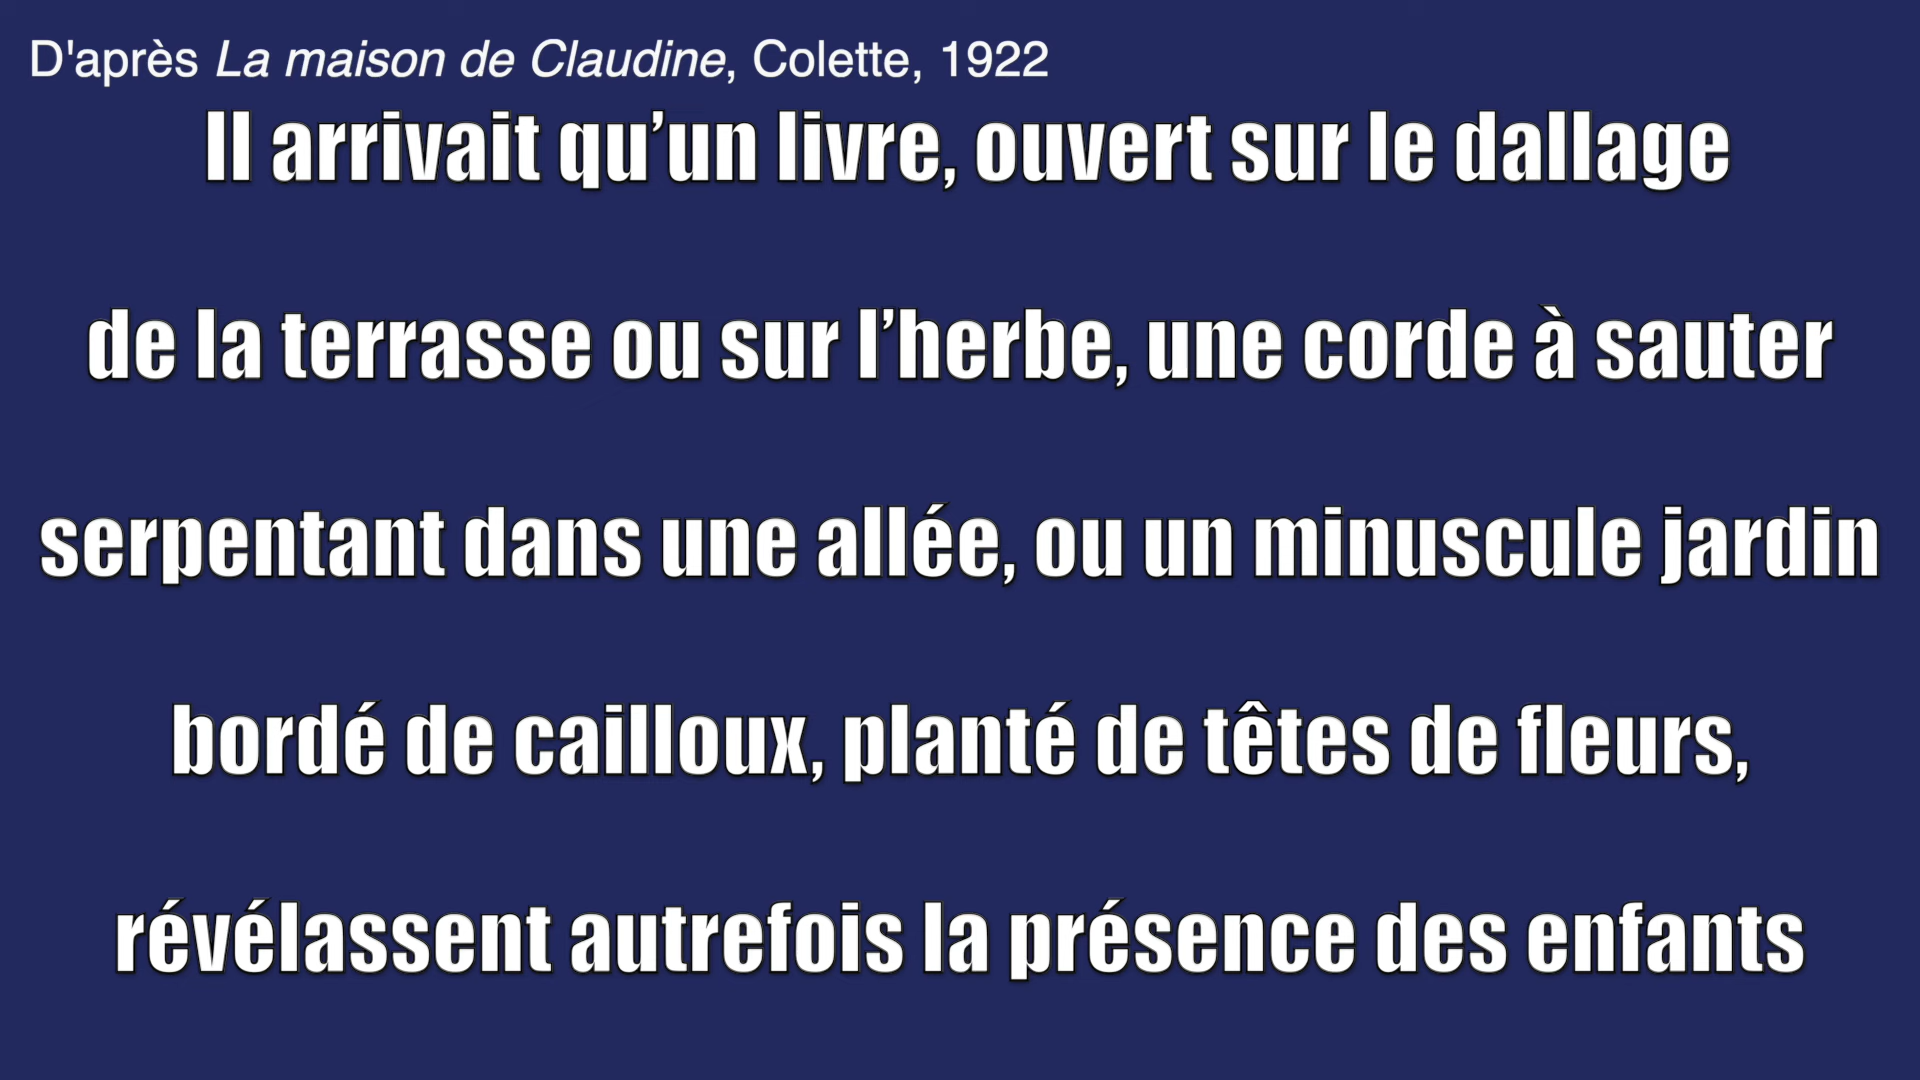 D'après La maison de Claudine, Colette, 1922
Il arrivait qu’un livre, ouvert sur le dallage
de la terrasse ou sur l’herbe, une corde à sauter
serpentant dans une allée, ou un minuscule jardin
bordé de cailloux, planté de têtes de fleurs,
révélassent autrefois la présence des enfants